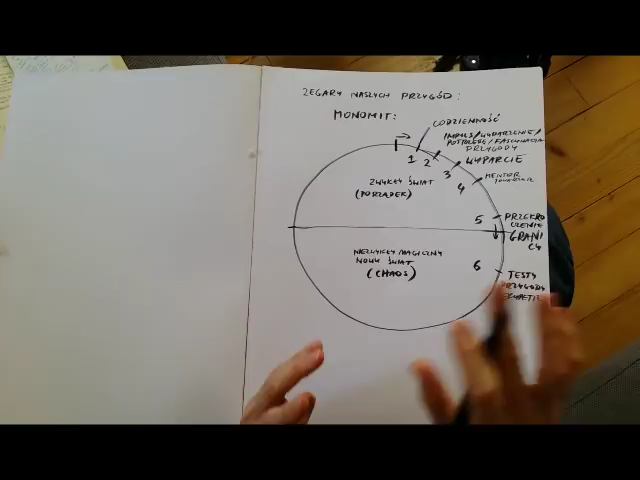 ZEGARY NASZYCH PRZYGÓD:
MONOMIT:
1 CODZIENNOŚĆ
2 IMPULS/WYDARZENIE/
POTRZEBA/FASCYNACJA
PRZYGODY
3 WYPARCIE
4 MENTOR
5 PRZEKRO
CZENIE
GRANI
CY
6 TESTY
PRZYGODY
ZWYKŁY ŚWIAT
(PORZĄDEK)
NIEZWYKŁY/MAGICZNY
NOWY ŚWIAT
(CHAOS)